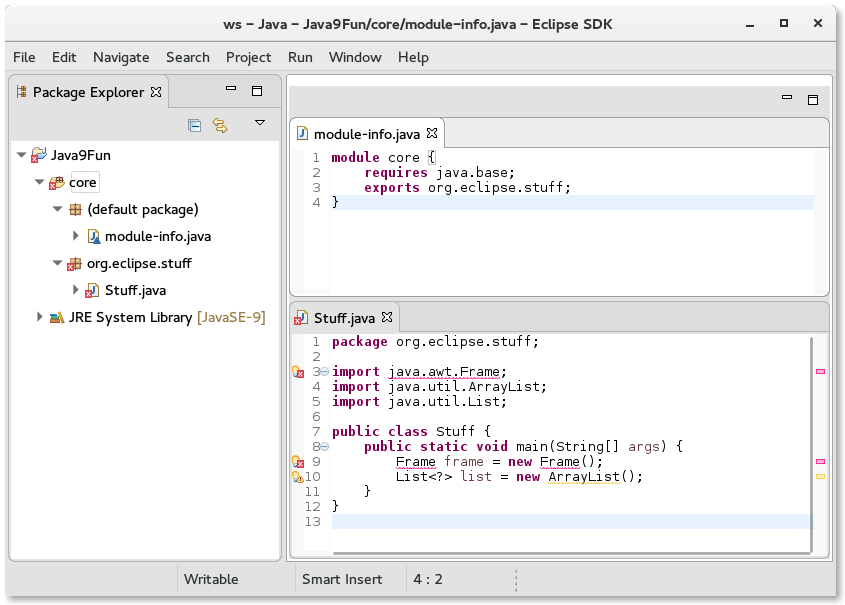 ws – Java – Java9Fun/core/module-info.java – Eclipse SDK
File Edit Navigate Search Project Run Window Help
Package Explorer
Java9Fun
core
(default package)
module-info.java
org.eclipse.stuff
Stuff.java
JRE System Library [JavaSE-9]
module-info.java
1 module core {
2     requires java.base;
3     exports org.eclipse.stuff;
4 }
Stuff.java
1 package org.eclipse.stuff;
2
3 import java.awt.Frame;
4 import java.util.ArrayList;
5 import java.util.List;
6
7 public class Stuff {
8     public static void main(String[] args) {
9         Frame frame = new Frame();
10         List<?> list = new ArrayList();
11     }
12 }
13
Writable Smart Insert 4 : 2